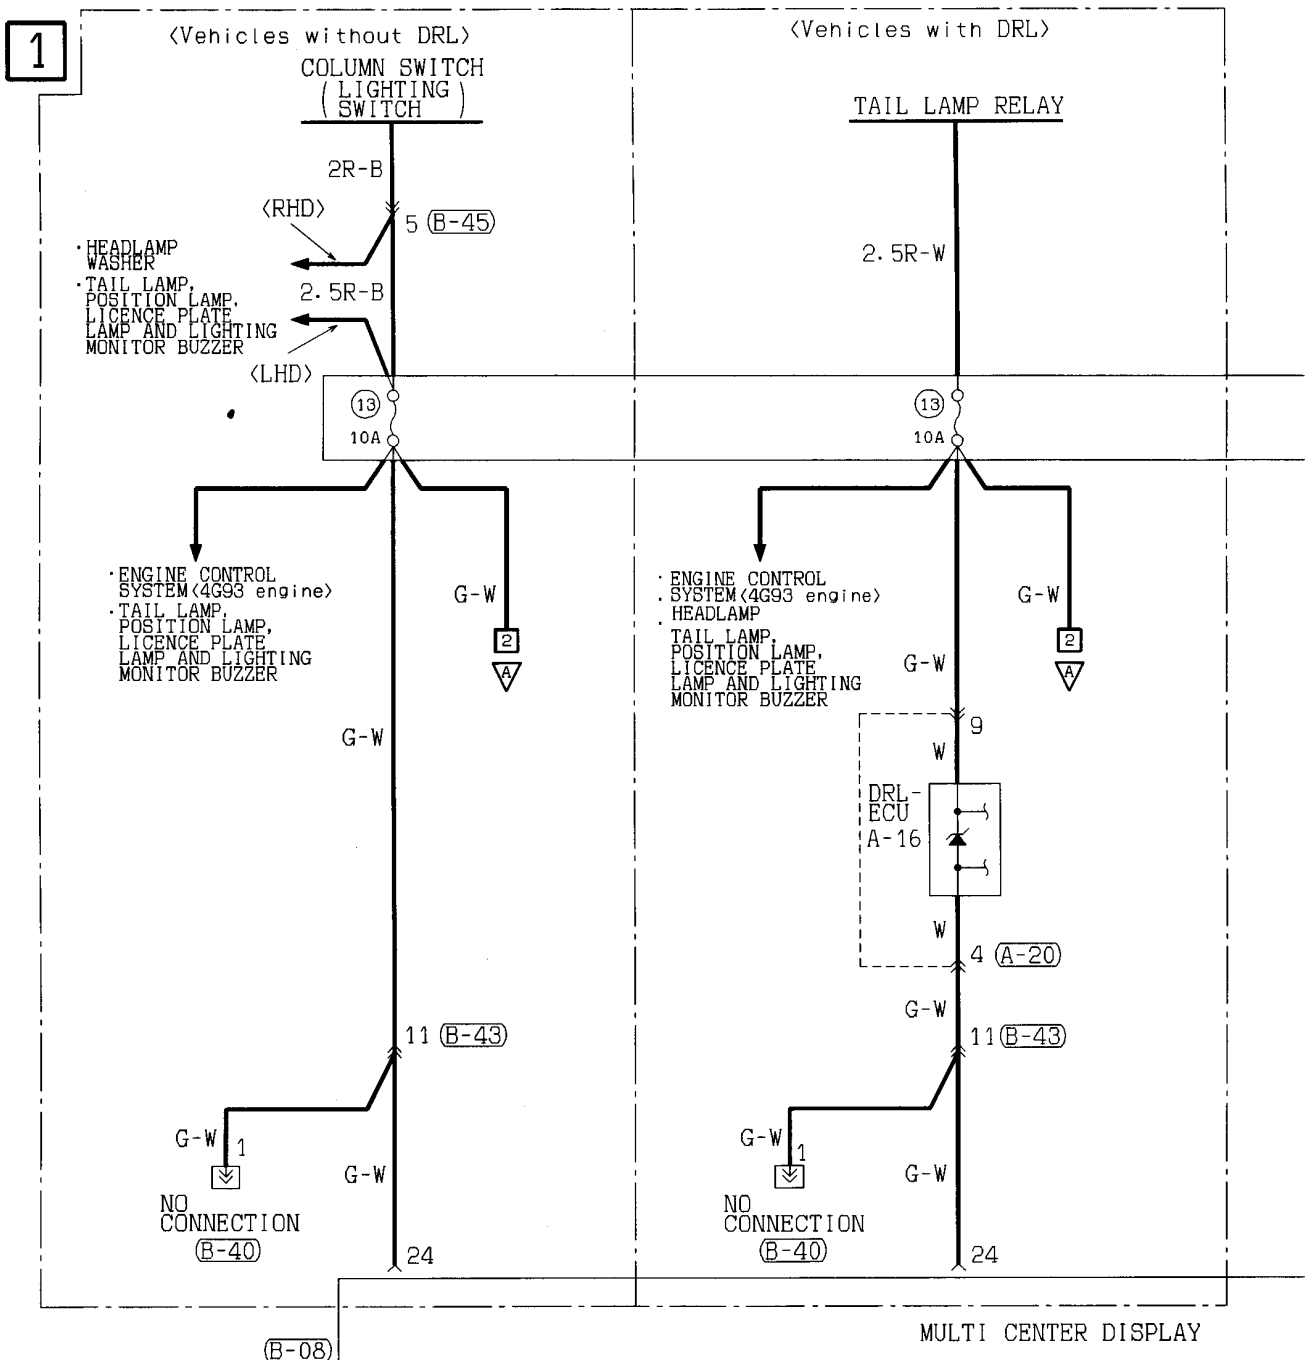 1
〈Vehicles without DRL〉
COLUMN SWITCH
( LIGHTING
SWITCH )
2R-B
〈RHD〉
5 (B-45)
·HEADLAMP
WASHER
·TAIL LAMP,
POSITION LAMP,
LICENCE PLATE
LAMP AND LIGHTING
MONITOR BUZZER
2.5R-B
〈LHD〉
13
10A
·ENGINE CONTROL
SYSTEM〈4G93 engine〉
·TAIL LAMP,
POSITION LAMP,
LICENCE PLATE
LAMP AND LIGHTING
MONITOR BUZZER
G-W
2
A
G-W
11 (B-43)
G-W
1
G-W
NO
CONNECTION
(B-40)
24
(B-08)
〈Vehicles with DRL〉
TAIL LAMP RELAY
2.5R-W
13
10A
·ENGINE CONTROL
·SYSTEM〈4G93 engine〉
HEADLAMP
·
TAIL LAMP,
POSITION LAMP,
LICENCE PLATE
LAMP AND LIGHTING
MONITOR BUZZER
G-W
2
A
G-W
9
W
DRL-
ECU
A-16
W
4 (A-20)
G-W
11 (B-43)
G-W
1
G-W
NO
CONNECTION
(B-40)
24
MULTI CENTER DISPLAY